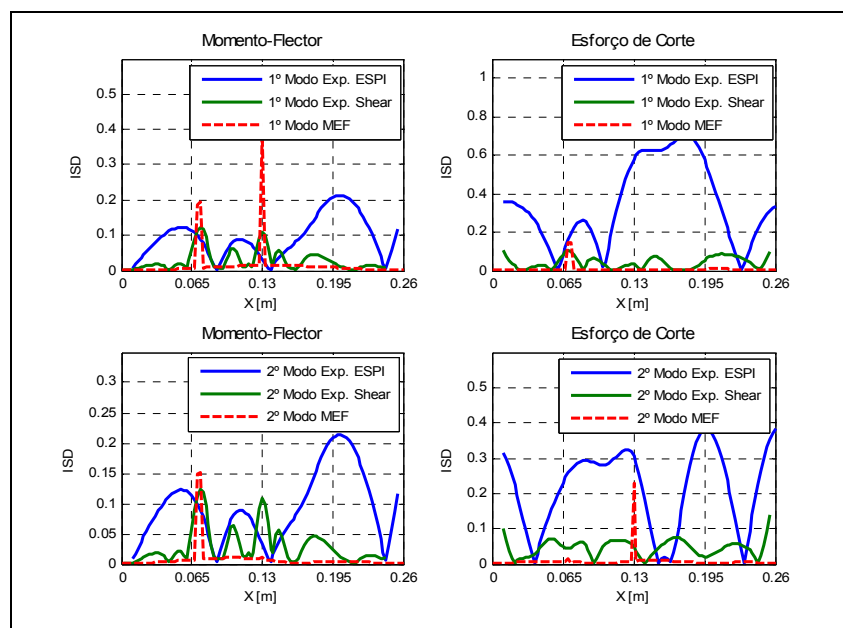 Momento-Flector
1º Modo Exp. ESPI
1º Modo Exp. Shear
1º Modo MEF
0.5
0.4
0.3
0.2
0.1
0
ISD
0 0.065 0.13 0.195 0.26
X [m]
Esforço de Corte
1º Modo Exp. ESPI
1º Modo Exp. Shear
1º Modo MEF
1
0.8
0.6
0.4
0.2
0
ISD
0 0.065 0.13 0.195 0.26
X [m]
Momento-Flector
2º Modo Exp. ESPI
2º Modo Exp. Shear
2º Modo MEF
0.3
0.25
0.2
0.15
0.1
0.05
0
ISD
0 0.065 0.13 0.195 0.26
X [m]
Esforço de Corte
2º Modo Exp. ESPI
2º Modo Exp. Shear
2º Modo MEF
0.5
0.4
0.3
0.2
0.1
0
ISD
0 0.065 0.13 0.195 0.26
X [m]